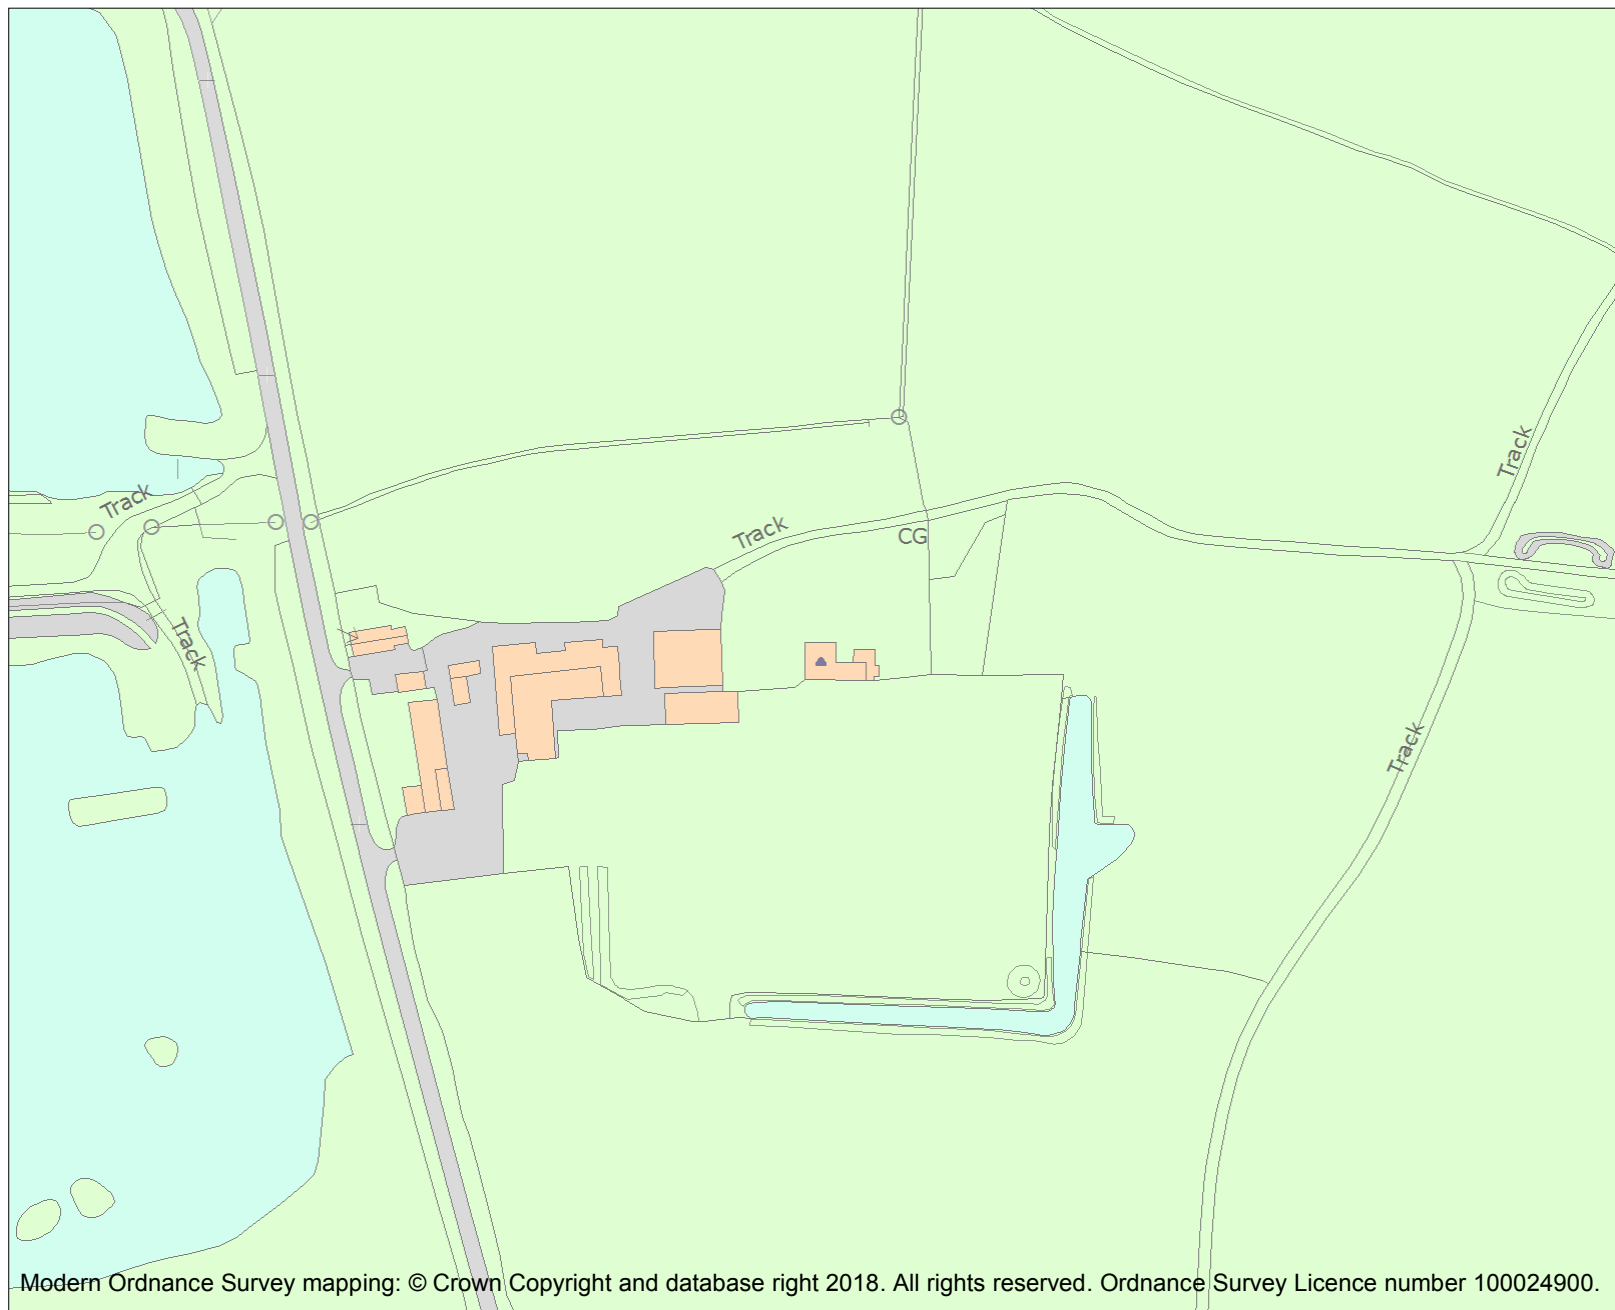 Track
Track
Track
CG
Track
Track
Modern Ordnance Survey mapping: © Crown Copyright and database right 2018. All rights reserved. Ordnance Survey Licence number 100024900.